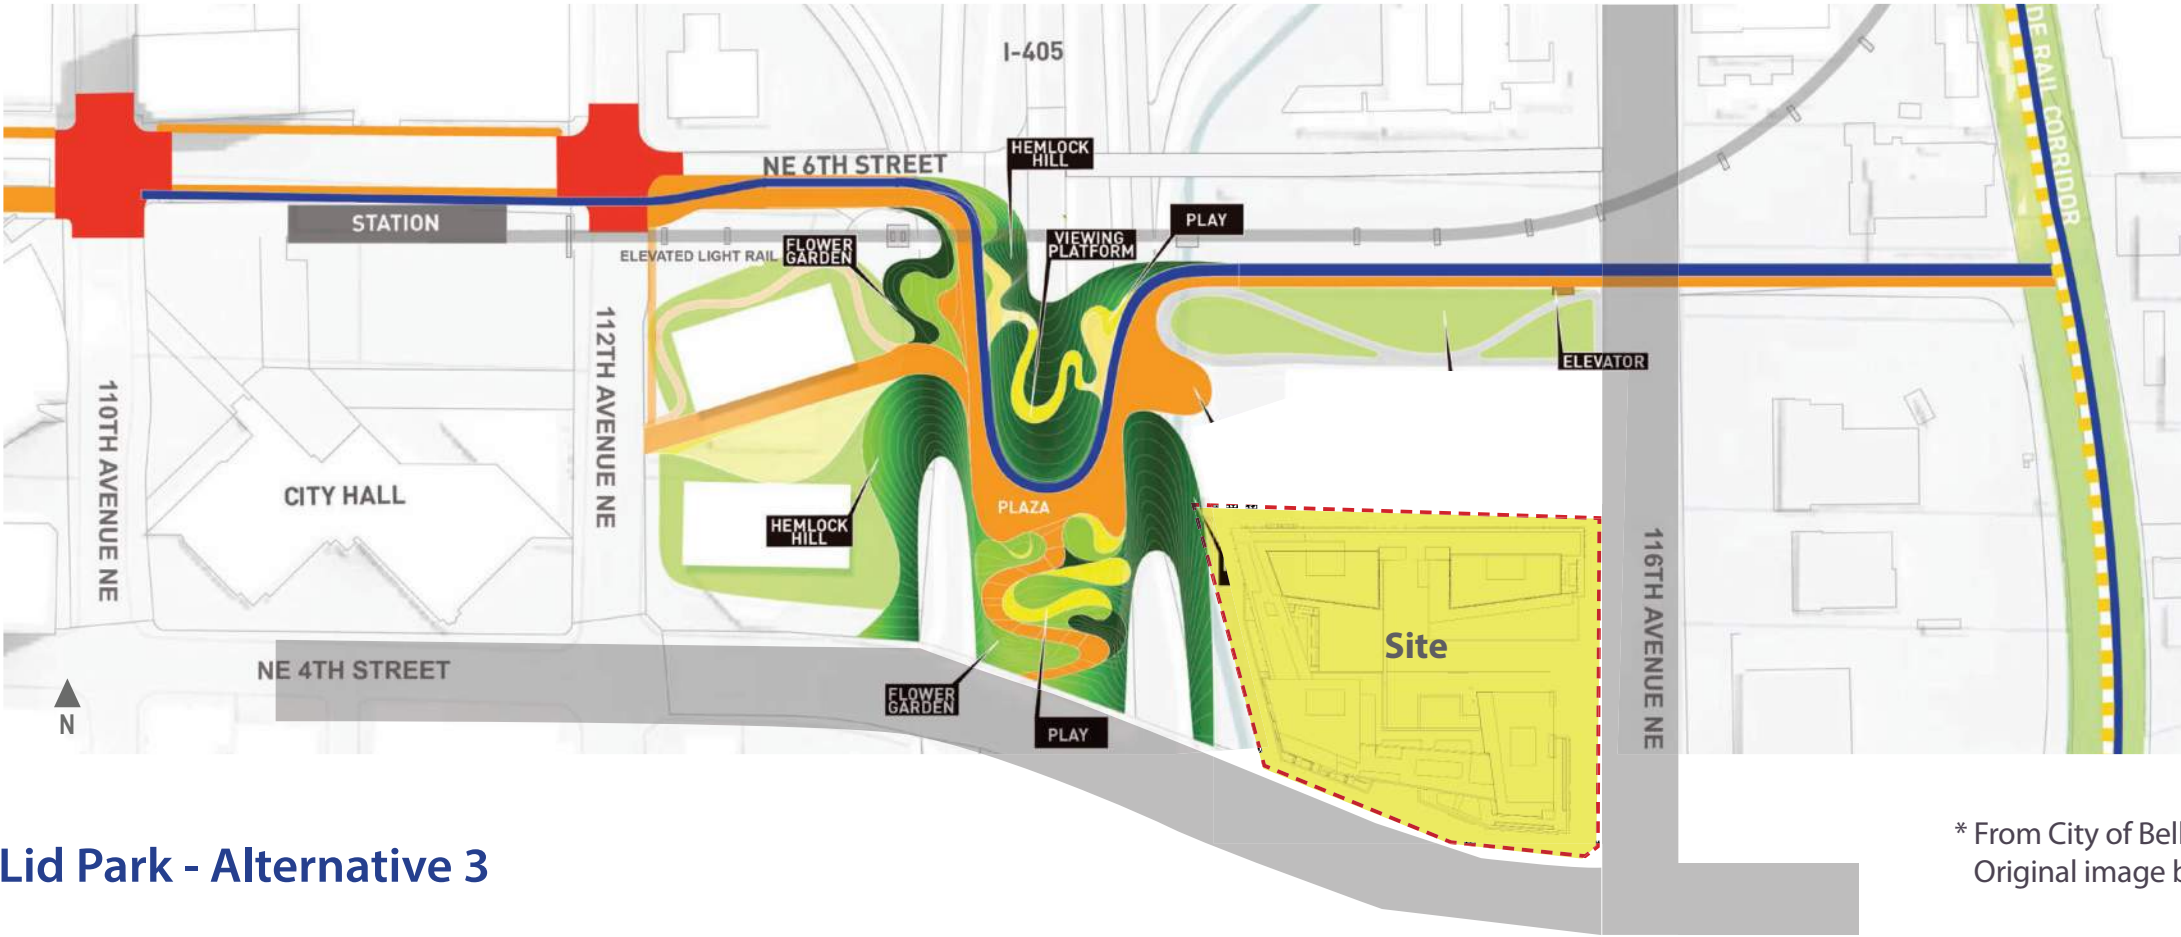 I-405
HEMLOCK
HILL
NE 6TH STREET
STATION
PLAY
VIEWING
PLATFORM
FLOWER
GARDEN
ELEVATED LIGHT RAIL
DE RAIL CORRIDOR
ELEVATOR
110TH AVENUE NE
112TH AVENUE NE
CITY HALL
PLAZA
HEMLOCK
HILL
116TH AVENUE NE
Site
NE 4TH STREET
FLOWER
GARDEN
PLAY
N
Lid Park - Alternative 3
* From City of Bell
Original image b